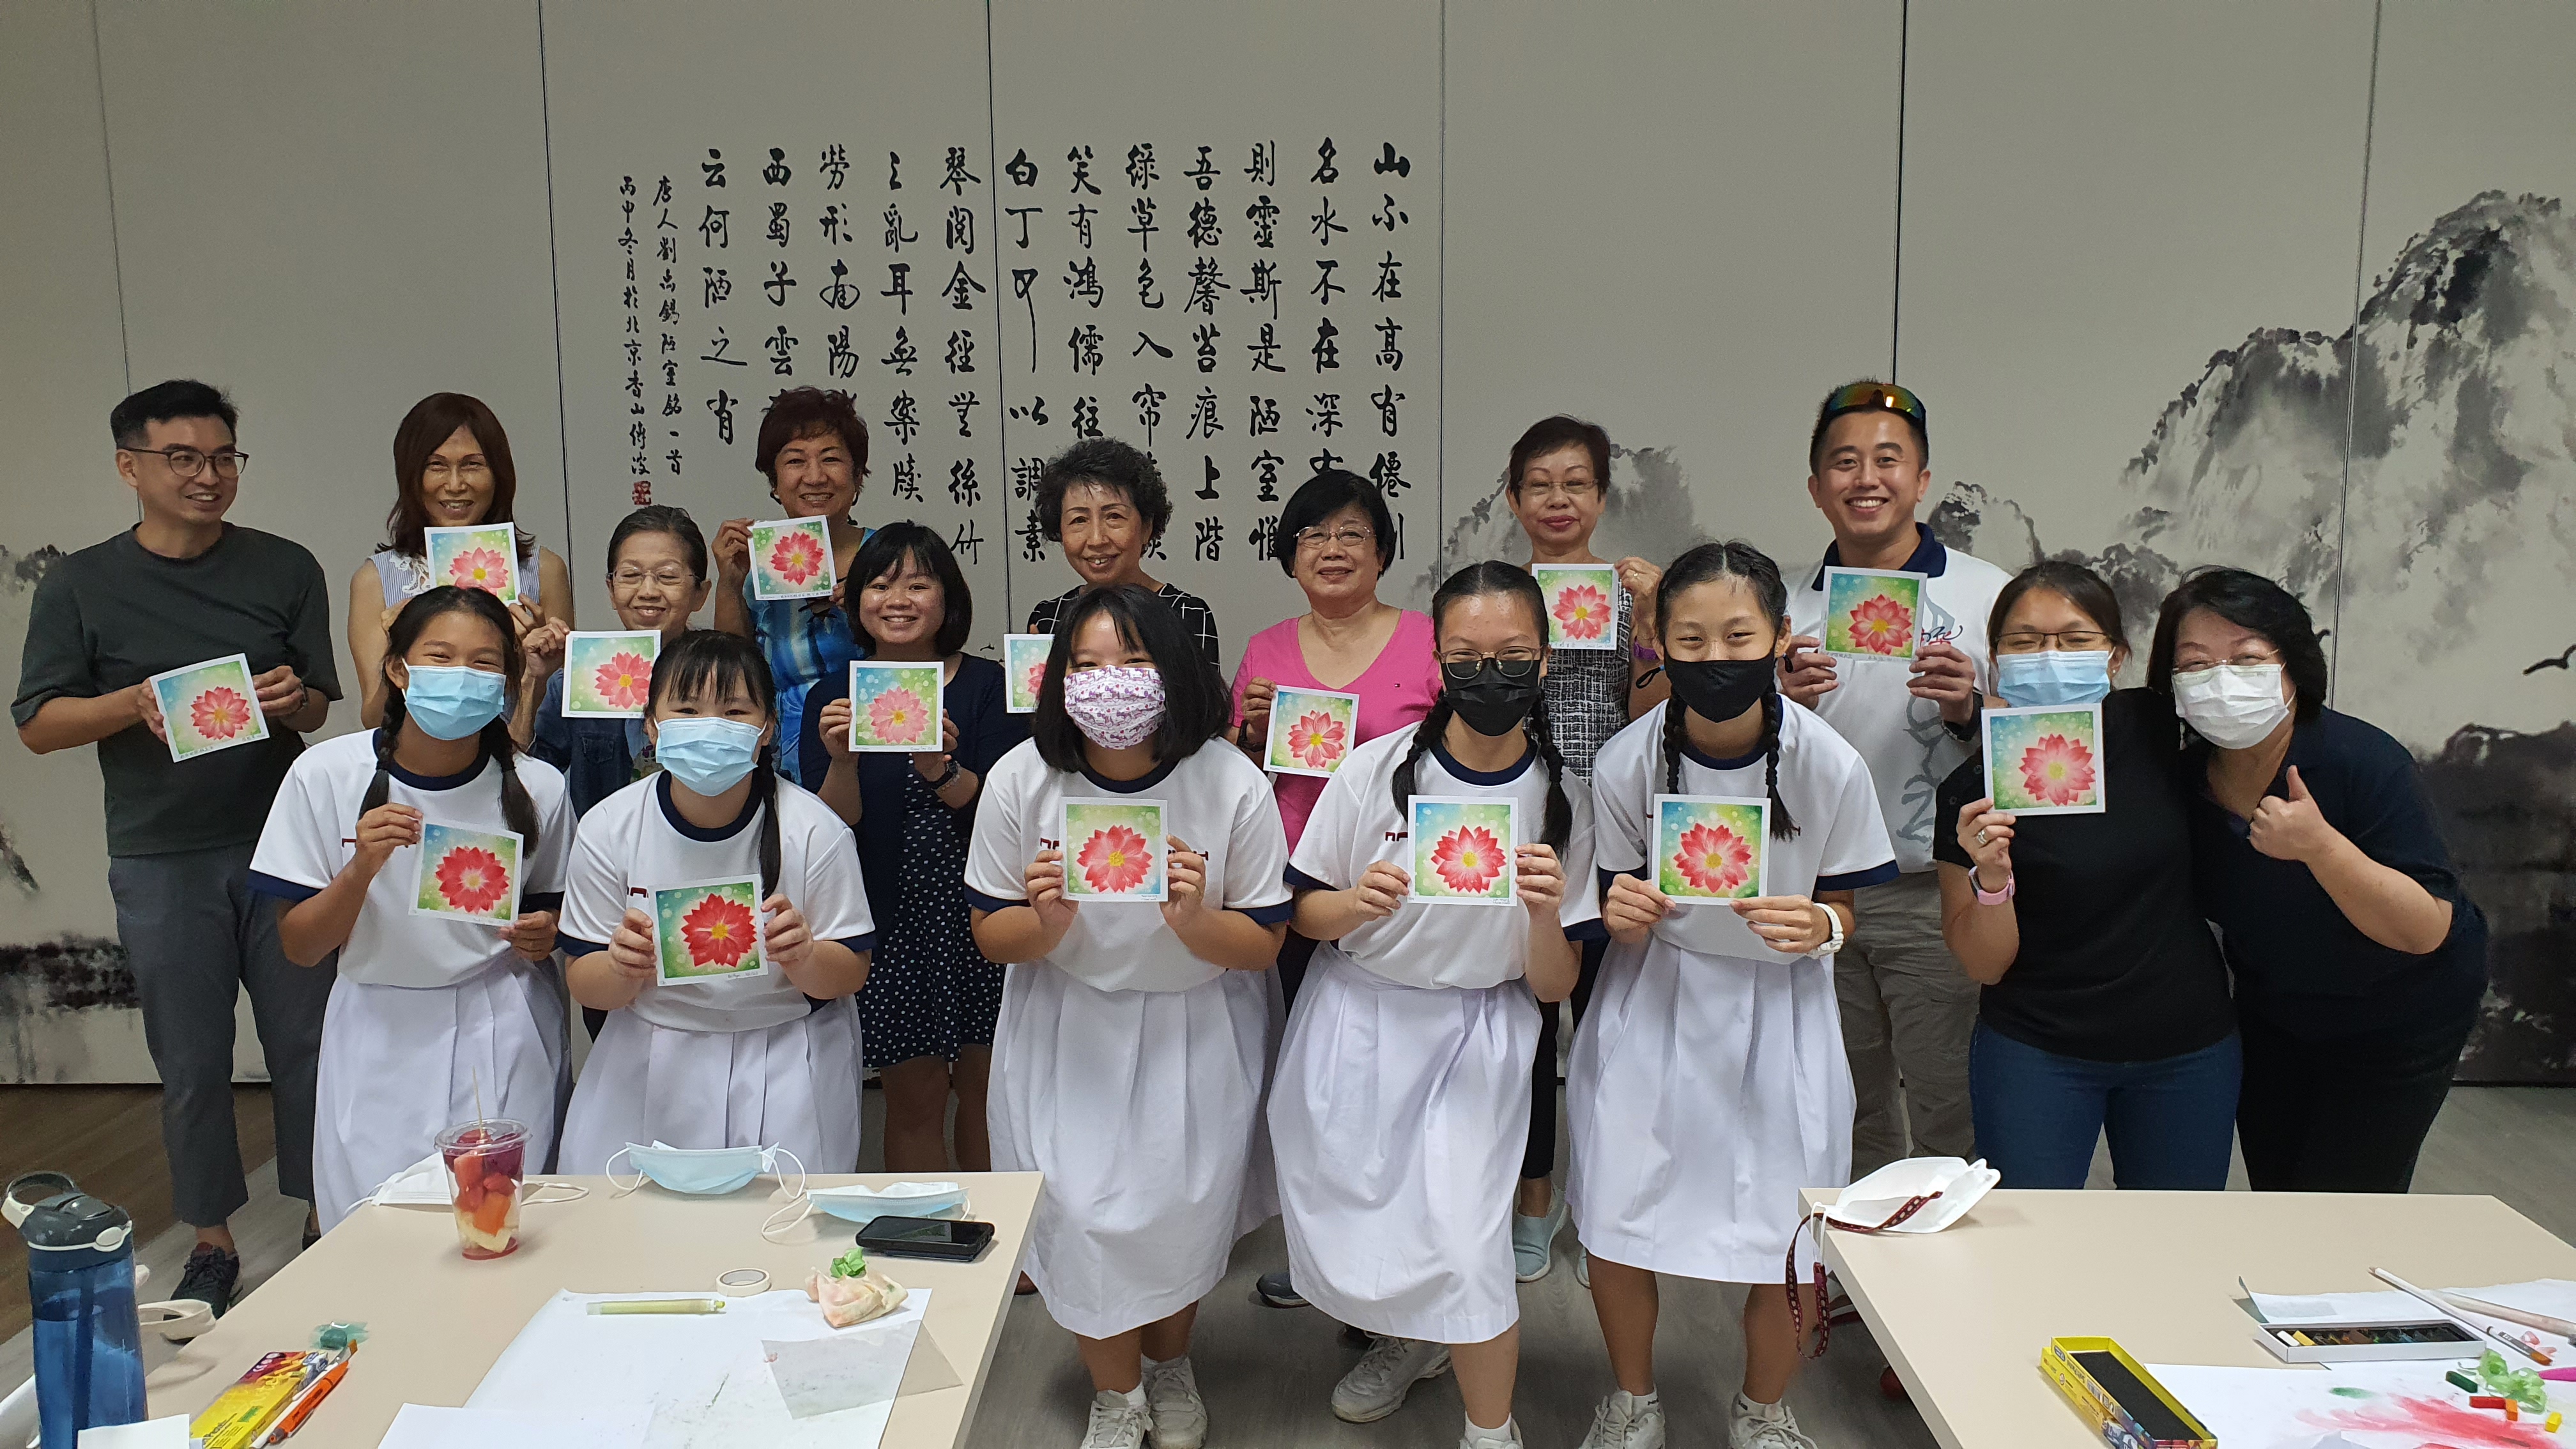 山不在高有僊則
名水不在深有
則靈斯是陋室惟
吾德馨苔痕上階
綠草色入帘
笑有鴻儒往
白丁可以調素
琴閱金經無絲竹
之亂耳無案牘
勞形南陽
西蜀子雲
云何陋之有
唐人劉禹錫陋室銘一首
丙申冬月於北京香山傅波